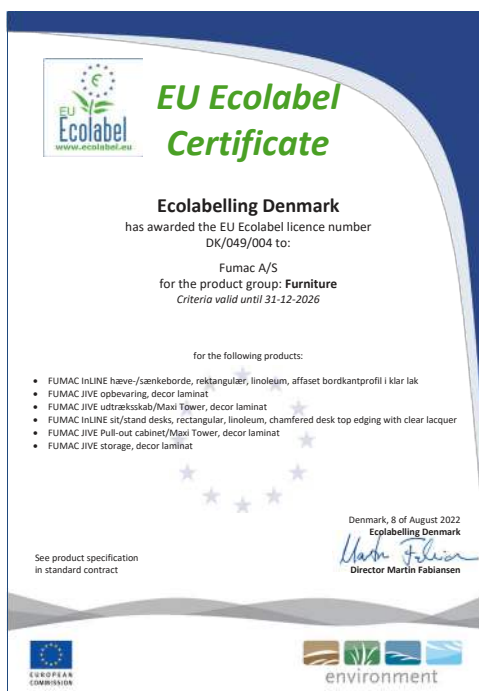 EU
Ecolabel
www.ecolabel.eu
EU Ecolabel
Certificate
Ecolabelling Denmark
has awarded the EU Ecolabel licence number
DK/049/004 to:
Fumac A/S
for the product group: Furniture
Criteria valid until 31-12-2026
for the following products:
• FUMAC InLINE hæve-/sænkeborde, rektangulær, linoleum, affaset bordkantprofil i klar lak
• FUMAC JIVE opbevaring, decor laminat
• FUMAC JIVE udtræksskab/Maxi Tower, decor laminat
• FUMAC InLINE sit/stand desks, rectangular, linoleum, chamfered desk top edging with clear lacquer
• FUMAC JIVE Pull-out cabinet/Maxi Tower, decor laminat
• FUMAC JIVE storage, decor laminat
Denmark, 8 of August 2022
Ecolabelling Denmark
Director Martin Fabiansen
See product specification
in standard contract
EUROPEAN
COMMISSION
environment